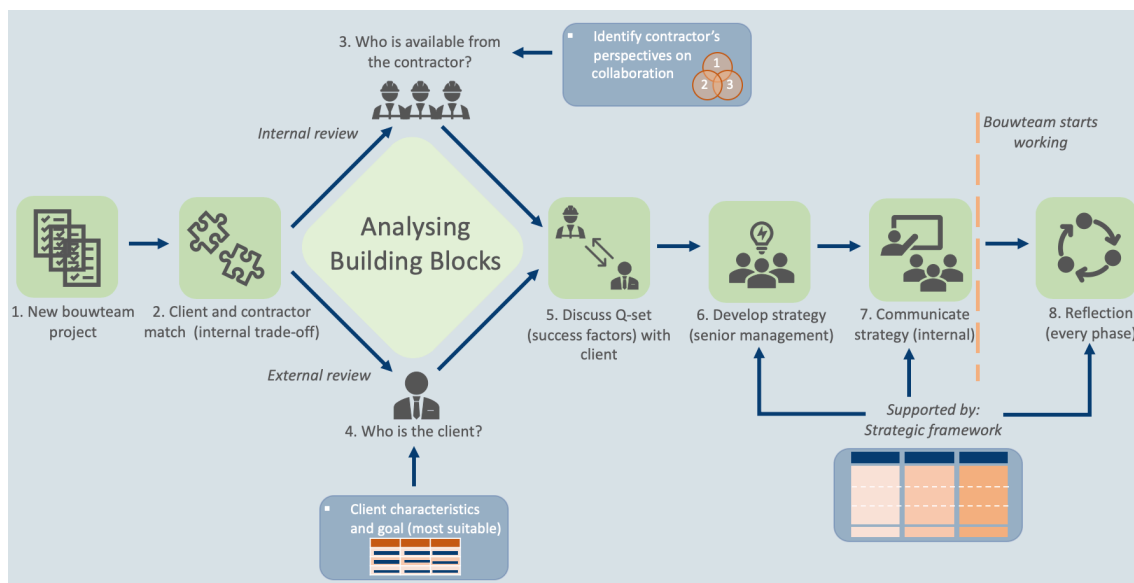 3. Who is available from
the contractor?
▪ Identify contractor's
perspectives on
collaboration
1
2
3
Internal review
Bouwteam starts
working
Analysing
Building Blocks
1. New bouwteam
project
2. Client and contractor
match (internal trade-off)
5. Discuss Q-set
(success factors) with
client
6. Develop strategy
(senior management)
7. Communicate
strategy (internal)
8. Reflection
(every phase)
External review
4. Who is the client?
Supported by:
Strategic framework
▪ Client characteristics
and goal (most suitable)